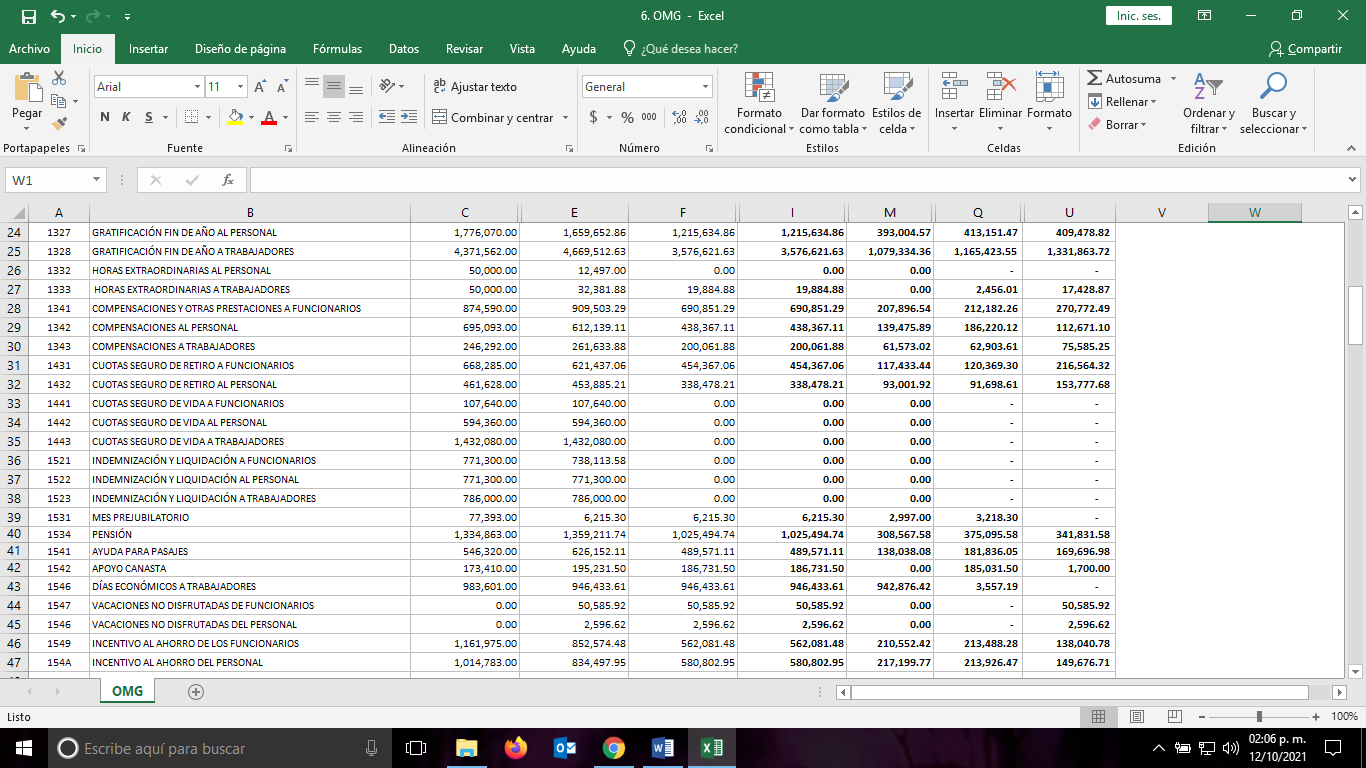 6. OMG - Excel
Inic. ses.
Archivo Inicio Insertar Diseño de página Fórmulas Datos Revisar Vista Ayuda ¿Qué desea hacer? Compartir
Pegar
Arial 11 A A
N K S A
Ajustar texto
Combinar y centrar
General
$ % 000
Formato condicional
Dar formato como tabla
Estilos de celda
Insertar Eliminar Formato
Autosuma
Rellenar
Borrar
Ordenar y filtrar
Buscar y seleccionar
Portapapeles Fuente Alineación Número Estilos Celdas Edición
W1 fx
A B C E F I M Q U V W
24 1327 GRATIFICACIÓN FIN DE AÑO AL PERSONAL 1,776,070.00 1,659,652.86 1,215,634.86 1,215,634.86 393,004.57 413,151.47 409,478.82
25 1328 GRATIFICACIÓN FIN DE AÑO A TRABAJADORES 4,371,562.00 4,669,512.63 3,576,621.63 3,576,621.63 1,079,334.36 1,165,423.55 1,331,863.72
26 1332 HORAS EXTRAORDINARIAS AL PERSONAL 50,000.00 12,497.00 0.00 0.00 0.00 - -
27 1333 HORAS EXTRAORDINARIAS A TRABAJADORES 50,000.00 32,381.88 19,884.88 19,884.88 0.00 2,456.01 17,428.87
28 1341 COMPENSACIONES Y OTRAS PRESTACIONES A FUNCIONARIOS 874,590.00 909,503.29 690,851.29 690,851.29 207,896.54 212,182.26 270,772.49
29 1342 COMPENSACIONES AL PERSONAL 695,093.00 612,139.11 438,367.11 438,367.11 139,475.89 186,220.12 112,671.10
30 1343 COMPENSACIONES A TRABAJADORES 246,292.00 261,633.88 200,061.88 200,061.88 61,573.02 62,903.61 75,585.25
31 1431 CUOTAS SEGURO DE RETIRO A FUNCIONARIOS 668,285.00 621,437.06 454,367.06 454,367.06 117,433.44 120,369.30 216,564.32
32 1432 CUOTAS SEGURO DE RETIRO AL PERSONAL 461,628.00 453,885.21 338,478.21 338,478.21 93,001.92 91,698.61 153,777.68
33 1441 CUOTAS SEGURO DE VIDA A FUNCIONARIOS 107,640.00 107,640.00 0.00 0.00 0.00 - -
34 1442 CUOTAS SEGURO DE VIDA AL PERSONAL 594,360.00 594,360.00 0.00 0.00 0.00 - -
35 1443 CUOTAS SEGURO DE VIDA A TRABAJADORES 1,432,080.00 1,432,080.00 0.00 0.00 0.00 - -
36 1521 INDEMNIZACIÓN Y LIQUIDACIÓN A FUNCIONARIOS 771,300.00 738,113.58 0.00 0.00 0.00 - -
37 1522 INDEMNIZACIÓN Y LIQUIDACIÓN AL PERSONAL 771,300.00 771,300.00 0.00 0.00 0.00 - -
38 1523 INDEMNIZACIÓN Y LIQUIDACIÓN A TRABAJADORES 786,000.00 786,000.00 0.00 0.00 0.00 - -
39 1531 MES PREJUBILATORIO 77,393.00 6,215.30 6,215.30 6,215.30 2,997.00 3,218.30 -
40 1534 PENSIÓN 1,334,863.00 1,359,211.74 1,025,494.74 1,025,494.74 308,567.58 375,095.58 341,831.58
41 1541 AYUDA PARA PASAJES 546,320.00 626,152.11 489,571.11 489,571.11 138,038.08 181,836.05 169,696.98
42 1542 APOYO CANASTA 173,410.00 195,231.50 186,731.50 186,731.50 0.00 185,031.50 1,700.00
43 1546 DÍAS ECONÓMICOS A TRABAJADORES 983,601.00 946,433.61 946,433.61 946,433.61 942,876.42 3,557.19 -
44 1547 VACACIONES NO DISFRUTADAS DE FUNCIONARIOS 0.00 50,585.92 50,585.92 50,585.92 0.00 - 50,585.92
45 1546 VACACIONES NO DISFRUTADAS DEL PERSONAL 0.00 2,596.62 2,596.62 2,596.62 0.00 - 2,596.62
46 1549 INCENTIVO AL AHORRO DE LOS FUNCIONARIOS 1,161,975.00 852,574.48 562,081.48 562,081.48 210,552.42 213,488.28 138,040.78
47 154A INCENTIVO AL AHORRO DEL PERSONAL 1,014,783.00 834,497.95 580,802.95 580,802.95 217,199.77 213,926.47 149,676.71
OMG
Listo 100%
Escribe aquí para buscar
02:06 p. m.
12/10/2021